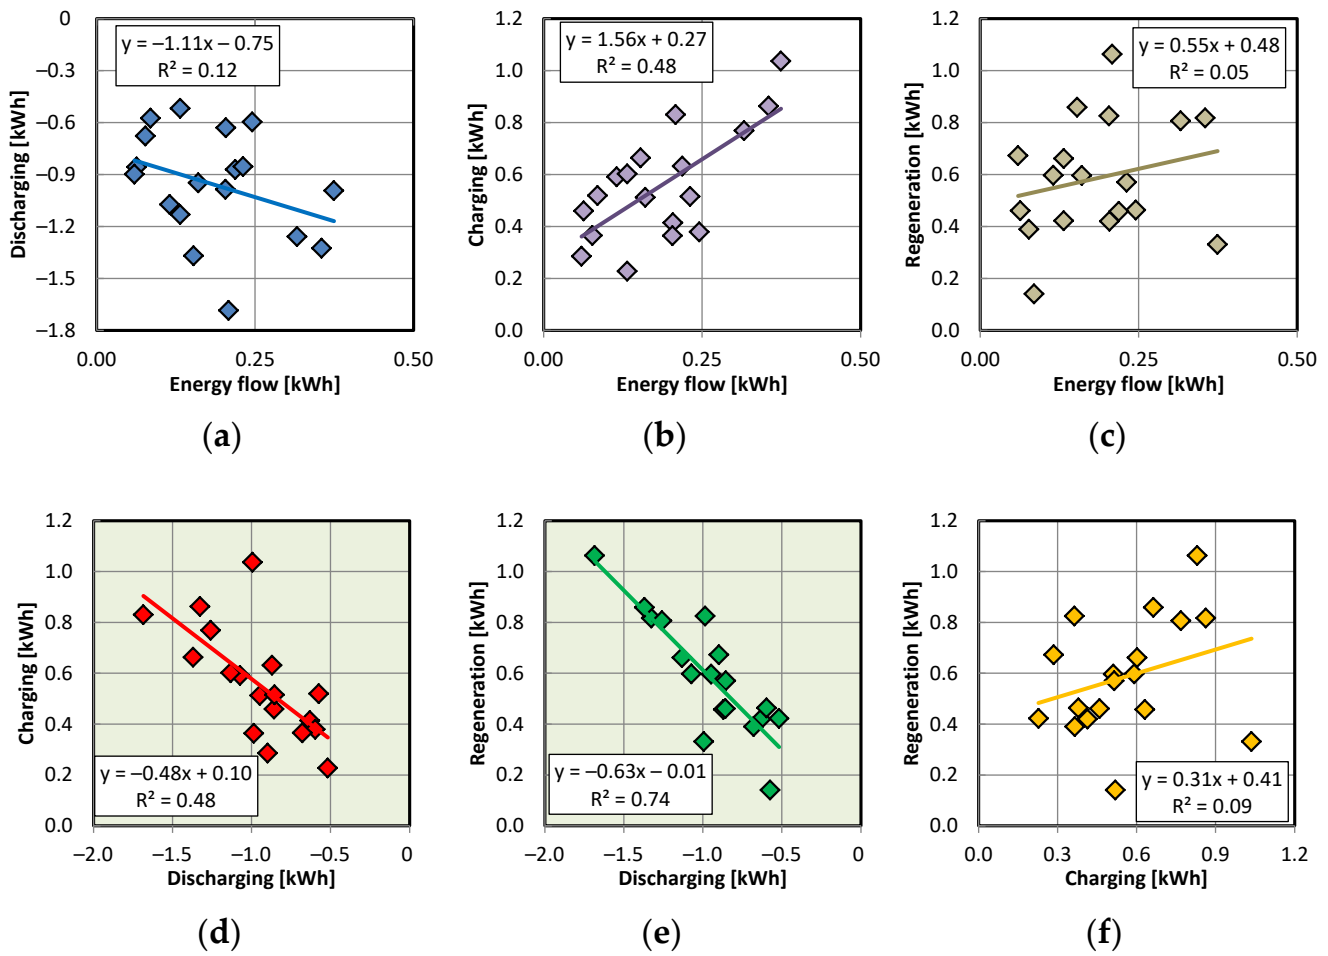 0
−0.3
−0.6
−0.9
−1.2
−1.5
−1.8
Discharging [kWh]
y = −1.11x − 0.75
R² = 0.12
0.00
0.25
0.50
Energy flow [kWh]
(a)
1.2
1.0
0.8
0.6
0.4
0.2
0.0
Charging [kWh]
y = 1.56x + 0.27
R² = 0.48
0.00
0.25
0.50
Energy flow [kWh]
(b)
1.2
1.0
0.8
0.6
0.4
0.2
0.0
Regeneration [kWh]
y = 0.55x + 0.48
R² = 0.05
0.00
0.25
0.50
Energy flow [kWh]
(c)
1.2
1.0
0.8
0.6
0.4
0.2
0.0
Charging [kWh]
y = −0.48x + 0.10
R² = 0.48
−2.0
−1.5
−1.0
−0.5
0
Discharging [kWh]
(d)
1.2
1.0
0.8
0.6
0.4
0.2
0.0
Regeneration [kWh]
y = −0.63x − 0.01
R² = 0.74
−2.0
−1.5
−1.0
−0.5
0
Discharging [kWh]
(e)
1.2
1.0
0.8
0.6
0.4
0.2
0.0
Regeneration [kWh]
y = 0.31x + 0.41
R² = 0.09
0.0
0.3
0.6
0.9
1.2
Charging [kWh]
(f)